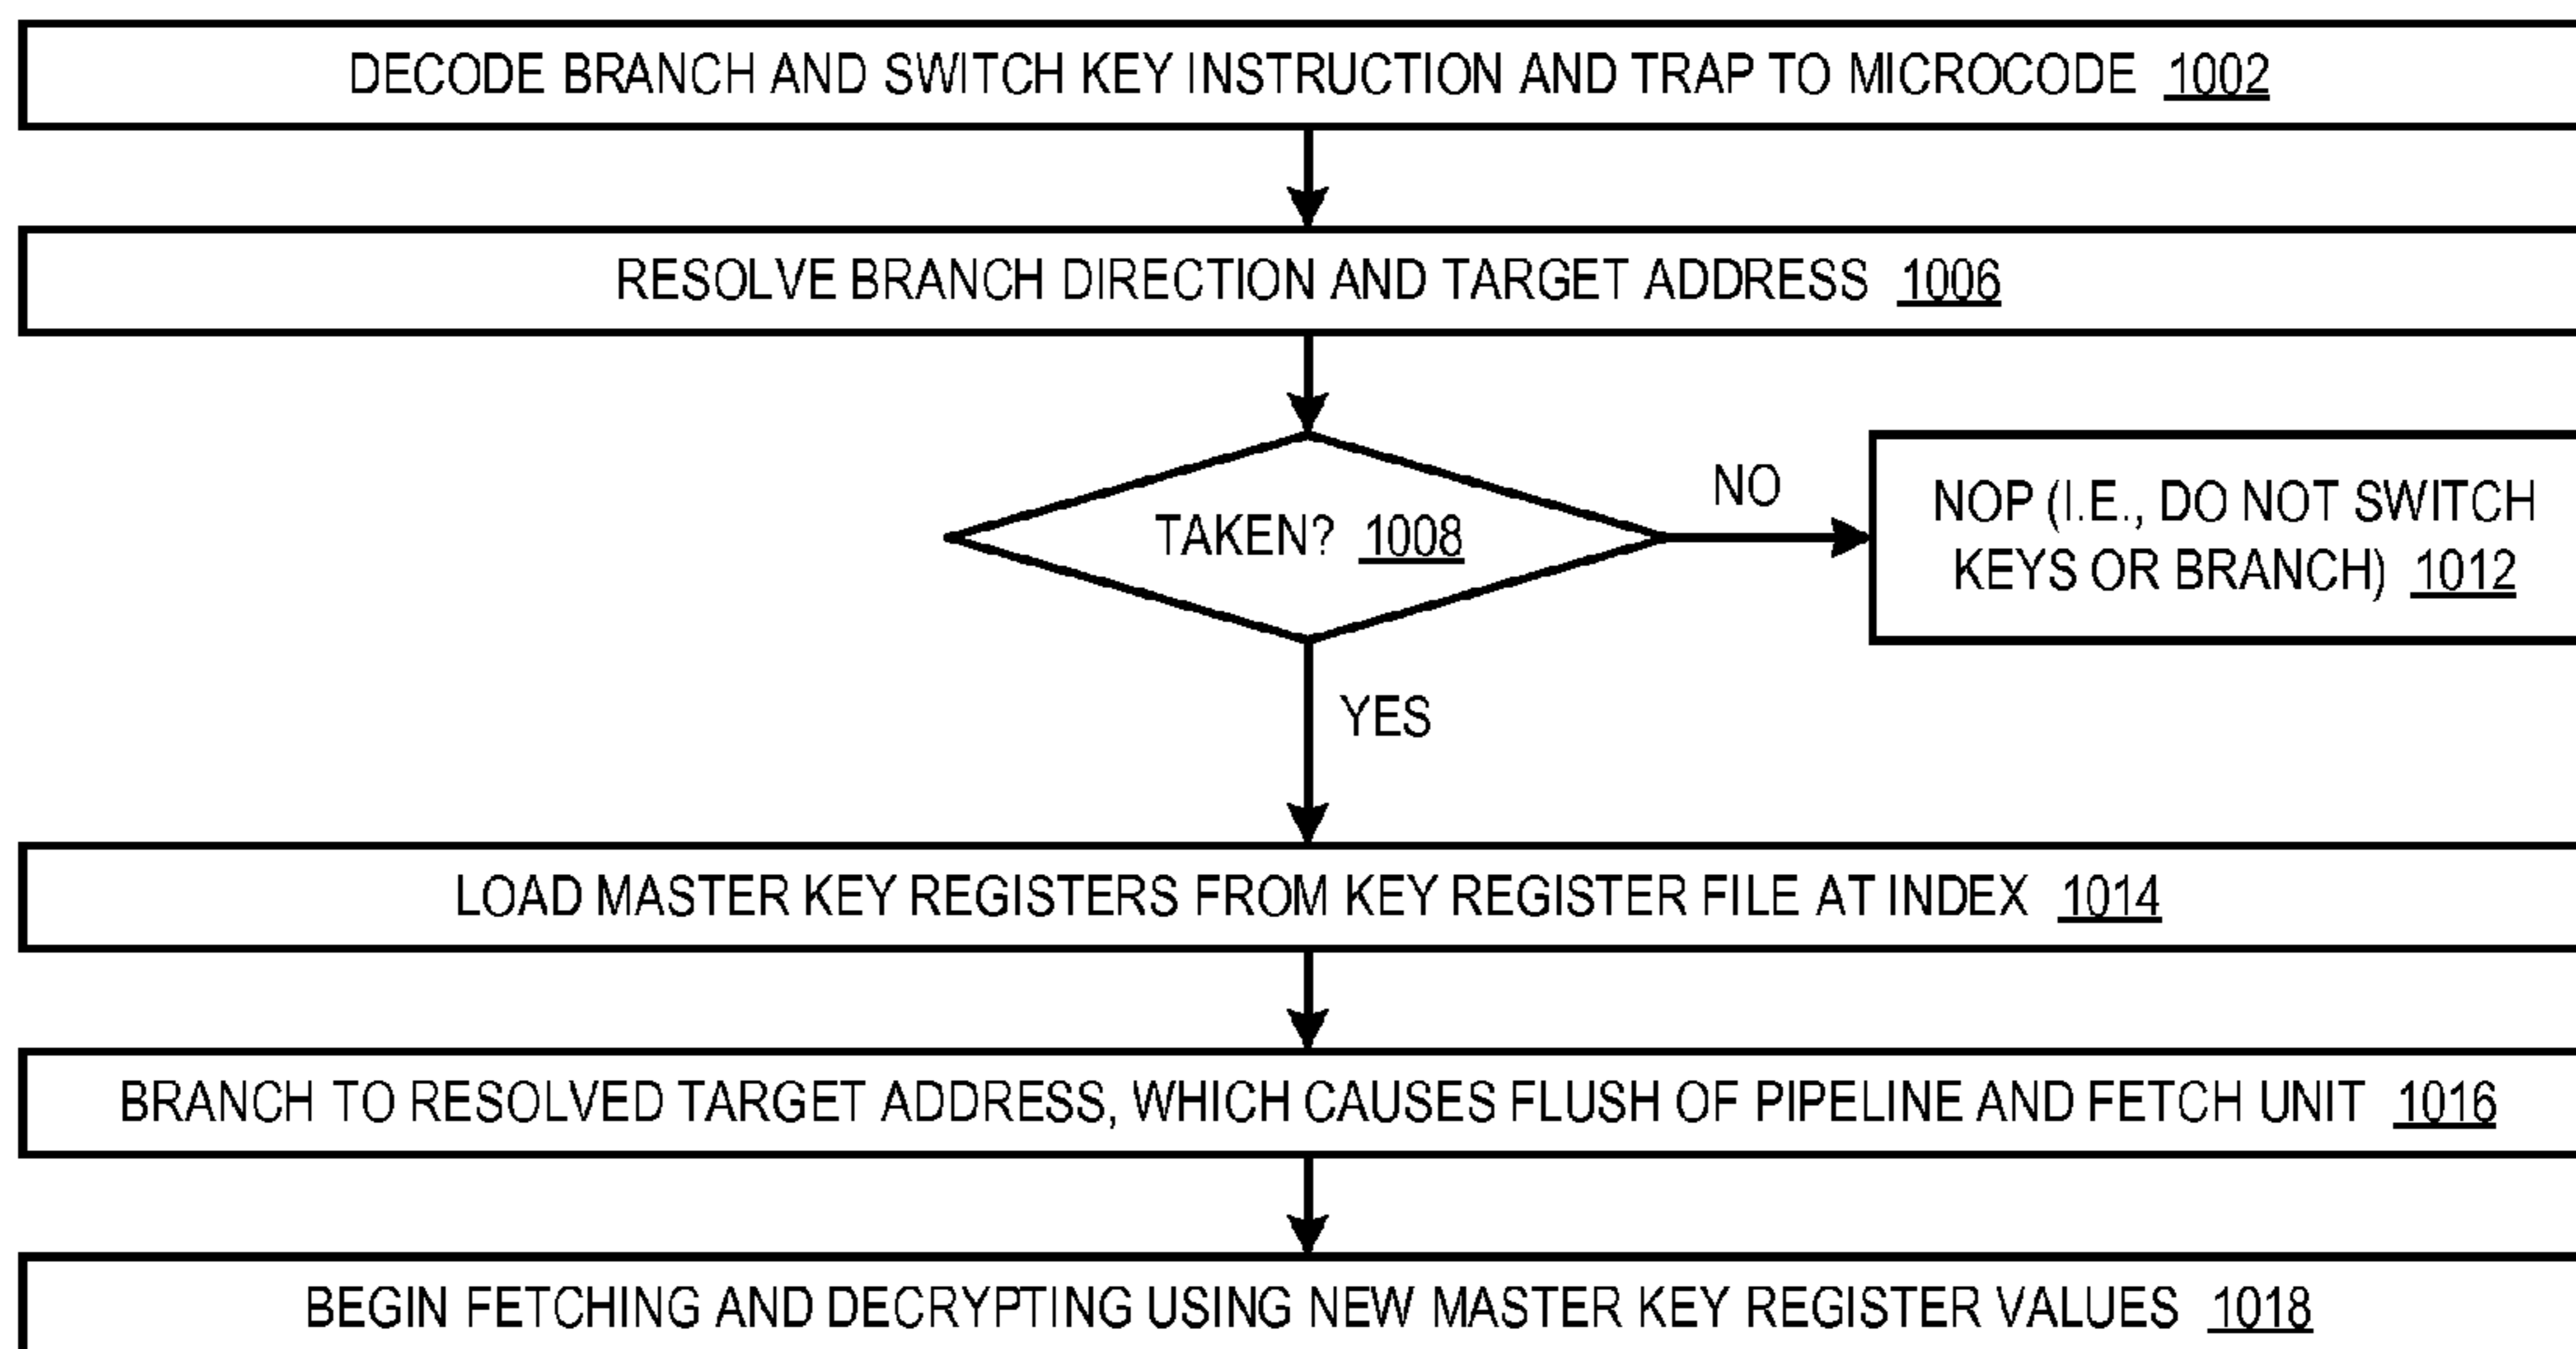 DECODE BRANCH AND SWITCH KEY INSTRUCTION AND TRAP TO MICROCODE 1002
RESOLVE BRANCH DIRECTION AND TARGET ADDRESS 1006
TAKEN? 1008
NO
NOP (I.E., DO NOT SWITCH
KEYS OR BRANCH) 1012
YES
LOAD MASTER KEY REGISTERS FROM KEY REGISTER FILE AT INDEX 1014
BRANCH TO RESOLVED TARGET ADDRESS, WHICH CAUSES FLUSH OF PIPELINE AND FETCH UNIT 1016
BEGIN FETCHING AND DECRYPTING USING NEW MASTER KEY REGISTER VALUES 1018